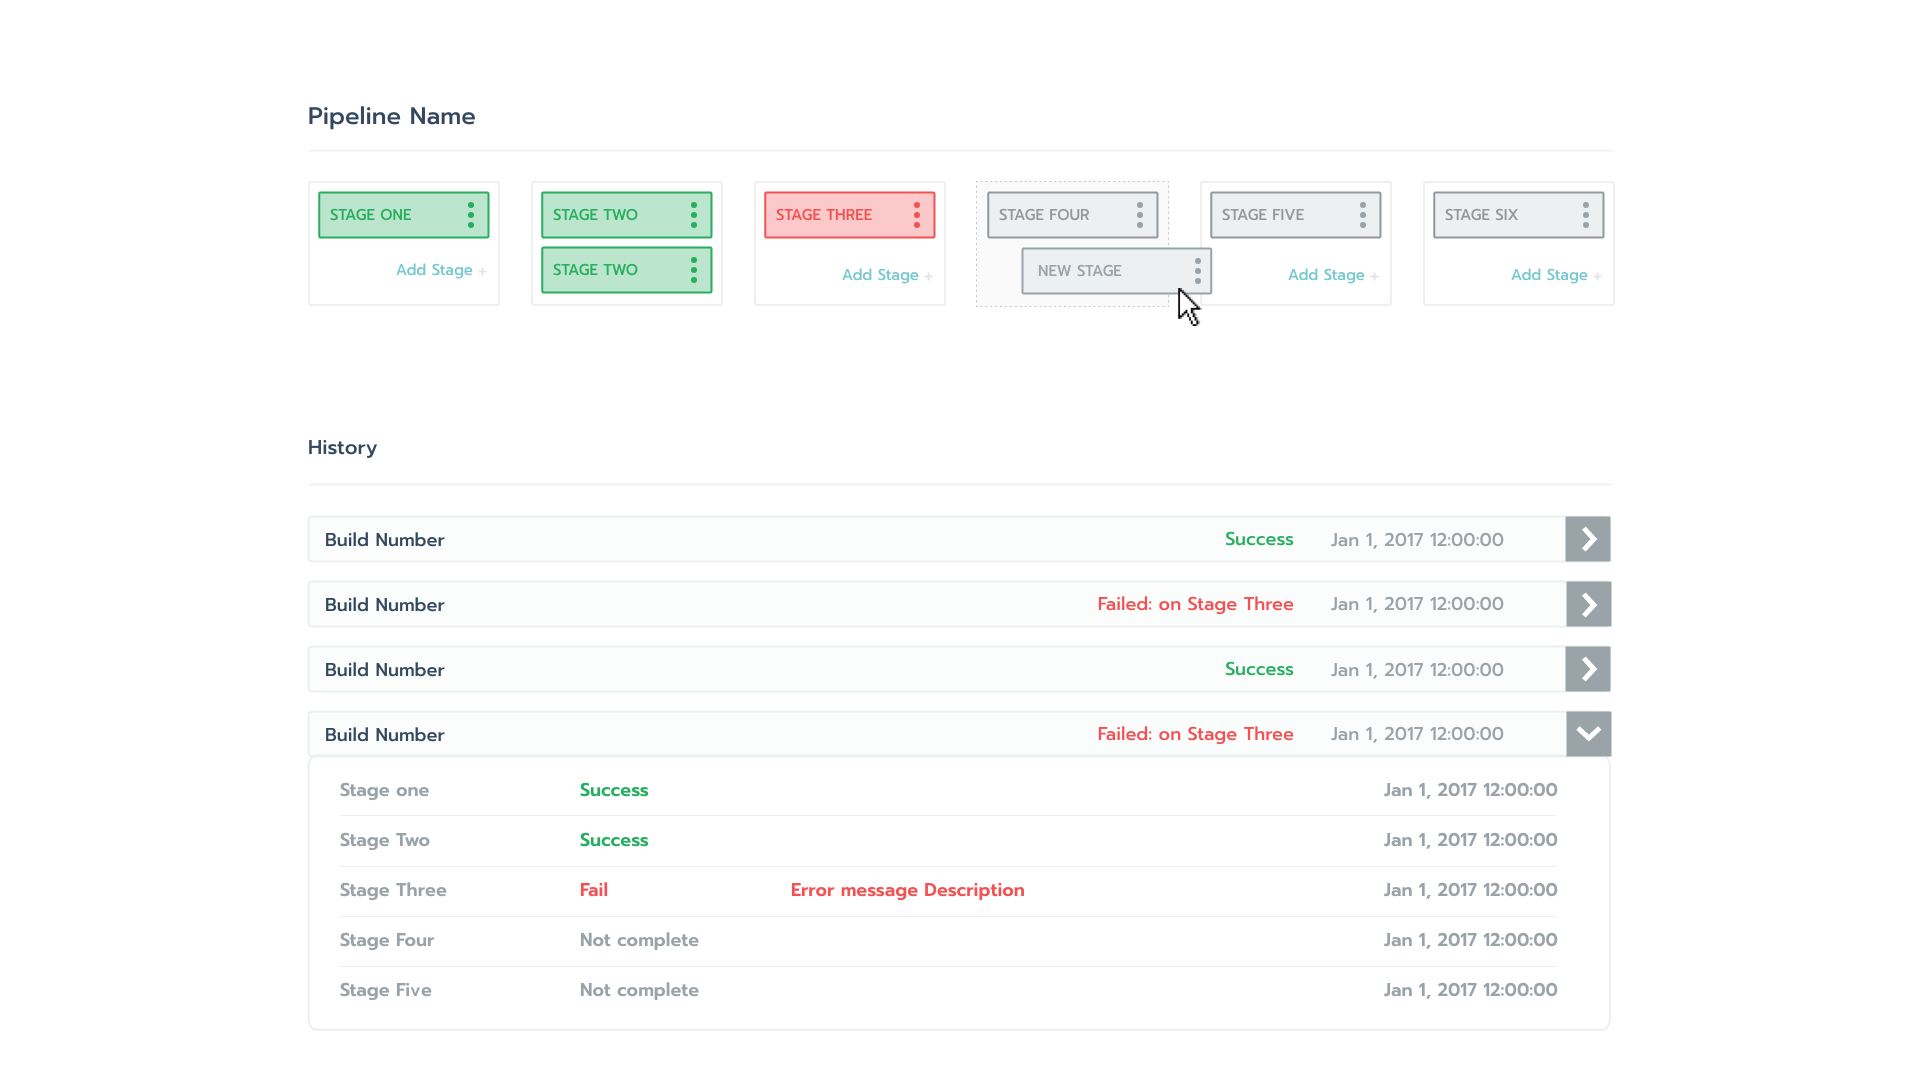 Pipeline Name
STAGE ONE
Add Stage +
STAGE TWO
STAGE TWO
STAGE THREE
Add Stage +
STAGE FOUR
NEW STAGE
STAGE FIVE
Add Stage +
STAGE SIX
Add Stage +
History
Build Number Success Jan 1, 2017 12:00:00
Build Number Failed: on Stage Three Jan 1, 2017 12:00:00
Build Number Success Jan 1, 2017 12:00:00
Build Number Failed: on Stage Three Jan 1, 2017 12:00:00
Stage one Success Jan 1, 2017 12:00:00
Stage Two Success Jan 1, 2017 12:00:00
Stage Three Fail Error message Description Jan 1, 2017 12:00:00
Stage Four Not complete Jan 1, 2017 12:00:00
Stage Five Not complete Jan 1, 2017 12:00:00